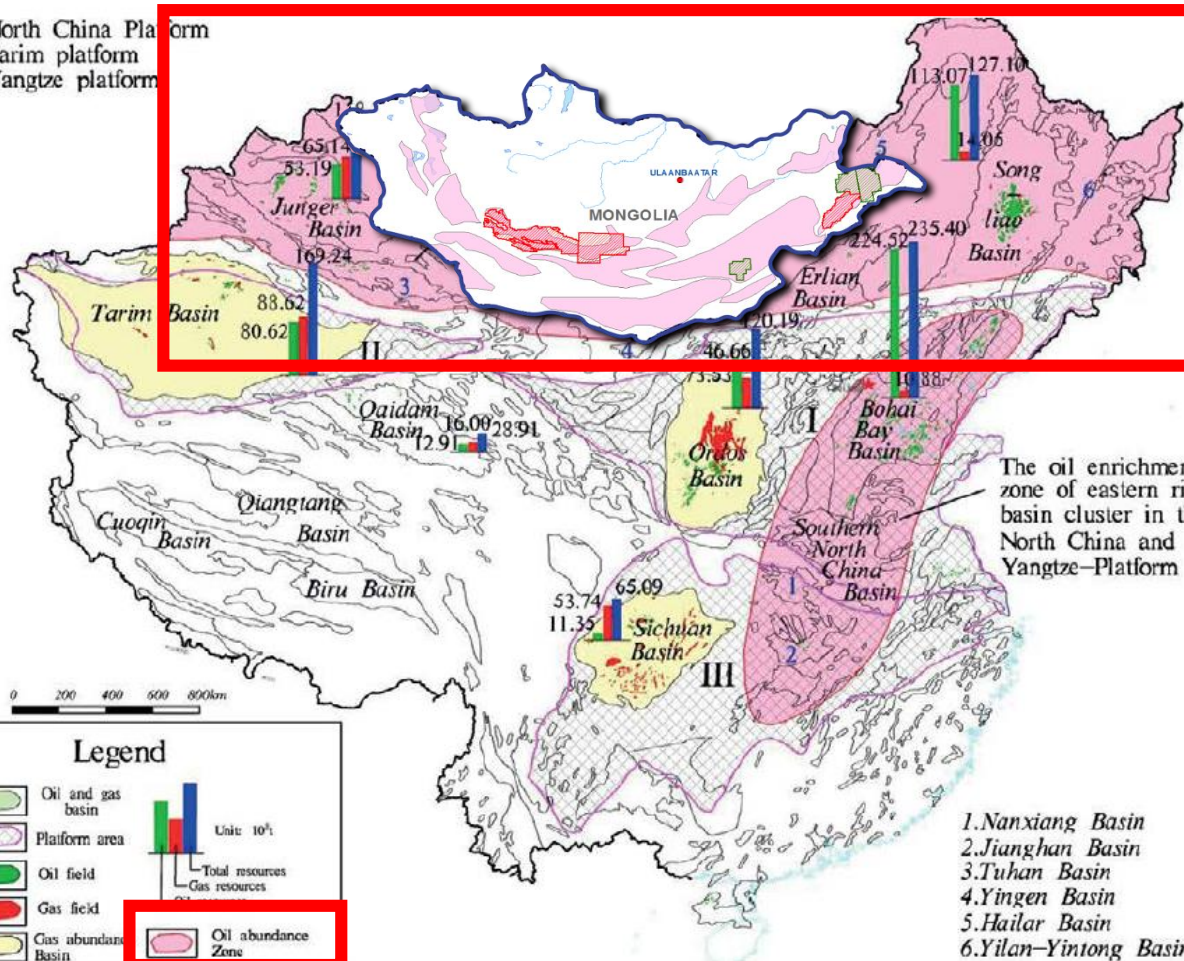 North China Platform
Tarim platform
Yangtze platform
113.07
127.10
14.05
5
65.14
53.19
ULAANBAATAR
Song
6
Junger
Basin
MONGOLIA
liao
Basin
169.24
224.52
235.40
Erlian
Basin
3
88.62
Tarim Basin
80.62
120.19
4
46.66
II
73.53
10.88
Qaidam
Basin
16.00
28.91
12.91
I
Bohai
Bay
Basin
Ordos
Basin
The oil enrichmen
zone of eastern ri
basin cluster in t
North China and
Yangtze-Platform
Qiangtang
Basin
Cuoqin
Basin
Southern
North
China
Basin
Biru Basin
1
53.74
65.09
11.35
Sichuan
Basin
2
III
0 200 400 600 800km
Legend
Oil and gas
basin
Unit: 10⁸t
Platform area
Total resources
Oil field
Gas resources
Gas field
Gas abundanc
Basin
Oil abundance
Zone
1.Nanxiang Basin
2.Jianghan Basin
3.Tuhan Basin
4.Yingen Basin
5.Hailar Basin
6.Yilan-Yintong Basin